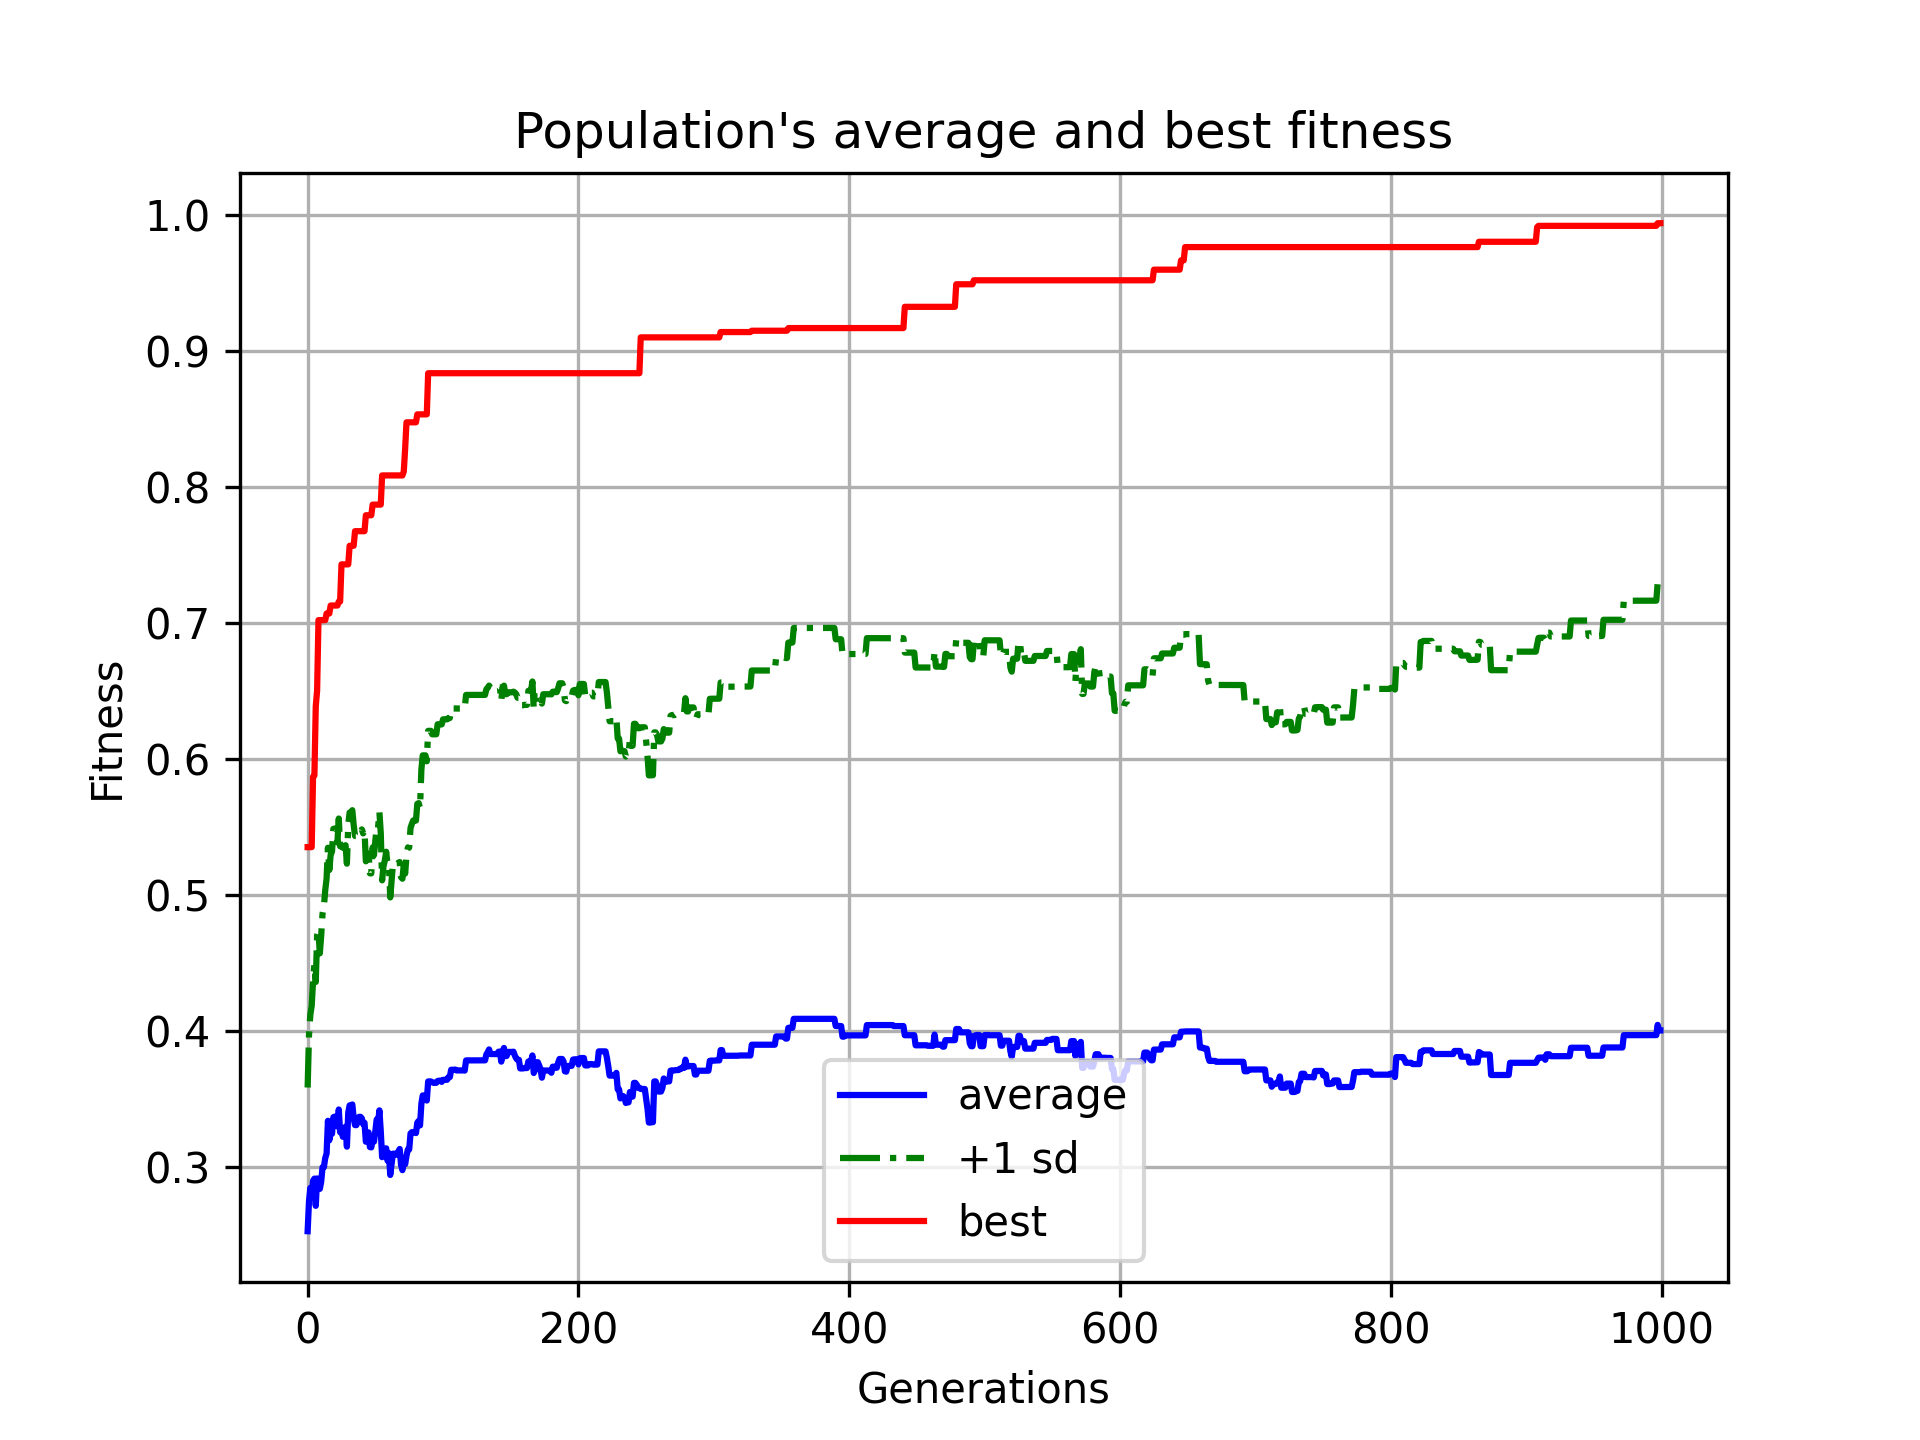 Population's average and best fitness
1.0
0.9
0.8
0.7
0.6
0.5
0.4
0.3
Fitness
average
+1 sd
best
0 200 400 600 800 1000
Generations